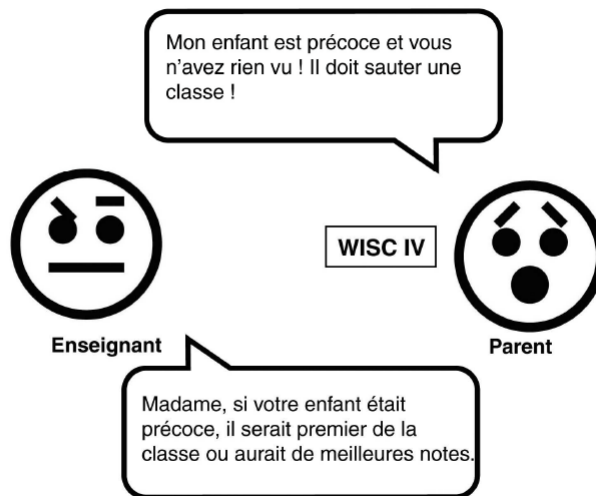 Mon enfant est précoce et vous
n'avez rien vu ! Il doit sauter une
classe !
WISC IV
Enseignant
Parent
Madame, si votre enfant était
précoce, il serait premier de la
classe ou aurait de meilleures notes.